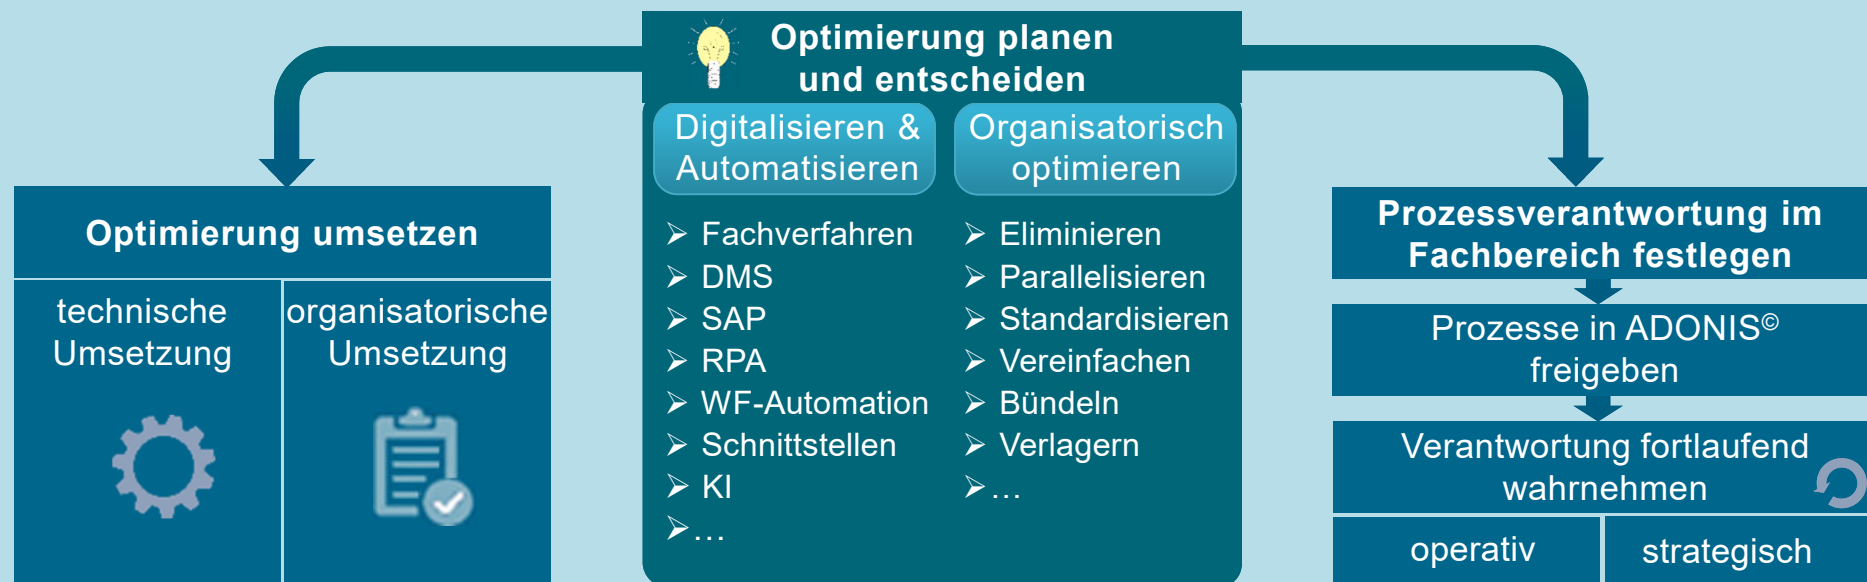 Optimierung planen
und entscheiden
Digitalisieren &
Automatisieren
➢ Fachverfahren
➢ DMS
➢ SAP
➢ RPA
➢ WF-Automation
➢ Schnittstellen
➢ KI
➢ …
Organisatorisch
optimieren
➢ Eliminieren
➢ Parallelisieren
➢ Standardisieren
➢ Vereinfachen
➢ Bündeln
➢ Verlagern
➢ …
Optimierung umsetzen
technische
Umsetzung
organisatorische
Umsetzung
Prozessverantwortung im
Fachbereich festlegen
Prozesse in ADONIS©
freigeben
Verantwortung fortlaufend
wahrnehmen
operativ
strategisch